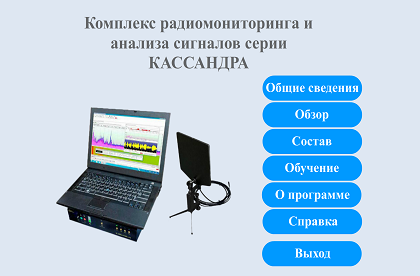 Комплекс радиомониторинга и
анализа сигналов серии
КАССАНДРА
Общие сведения
Обзор
Состав
Обучение
О программе
Справка
Выход